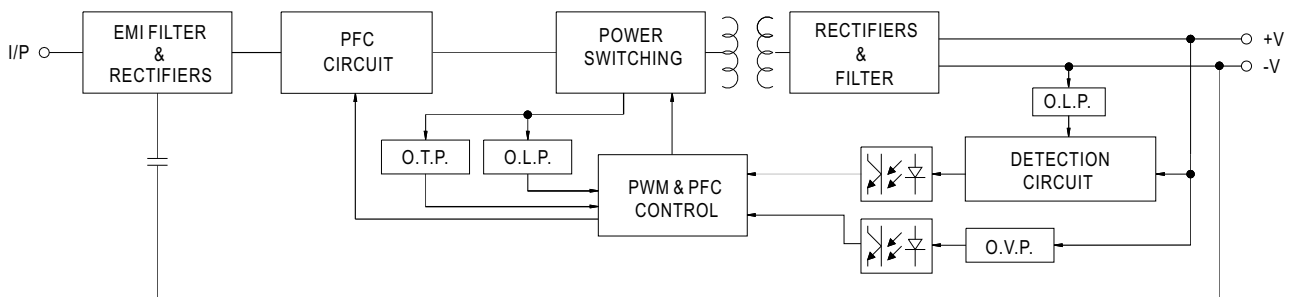 I/P
EMI FILTER
&
RECTIFIERS
PFC
CIRCUIT
POWER
SWITCHING
RECTIFIERS
&
FILTER
+V
-V
O.L.P.
O.T.P.
O.L.P.
PWM & PFC
CONTROL
DETECTION
CIRCUIT
O.V.P.